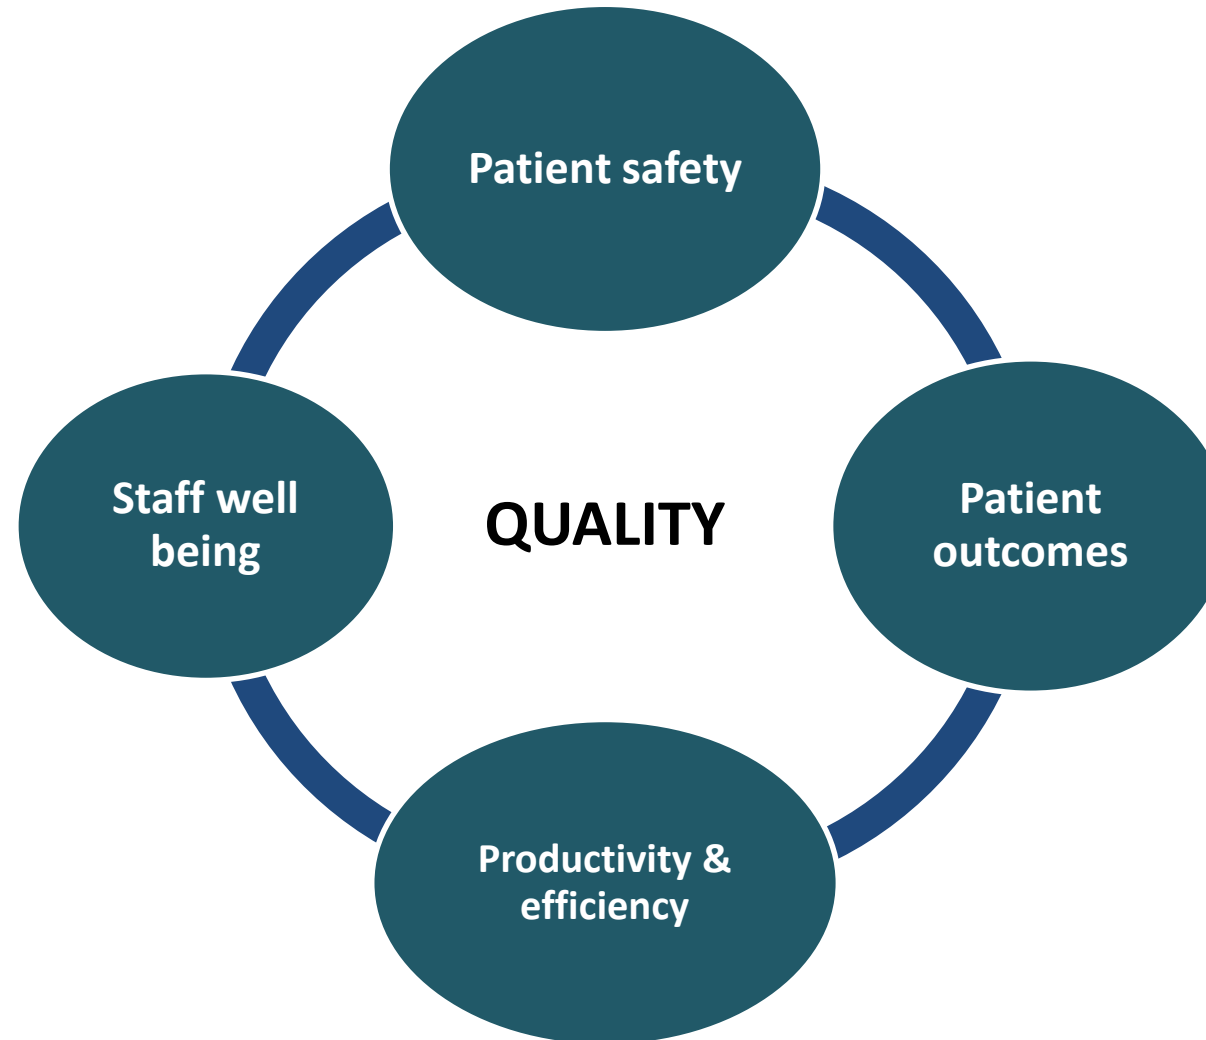 Patient safety
Staff well
being
QUALITY
Patient
outcomes
Productivity &
efficiency